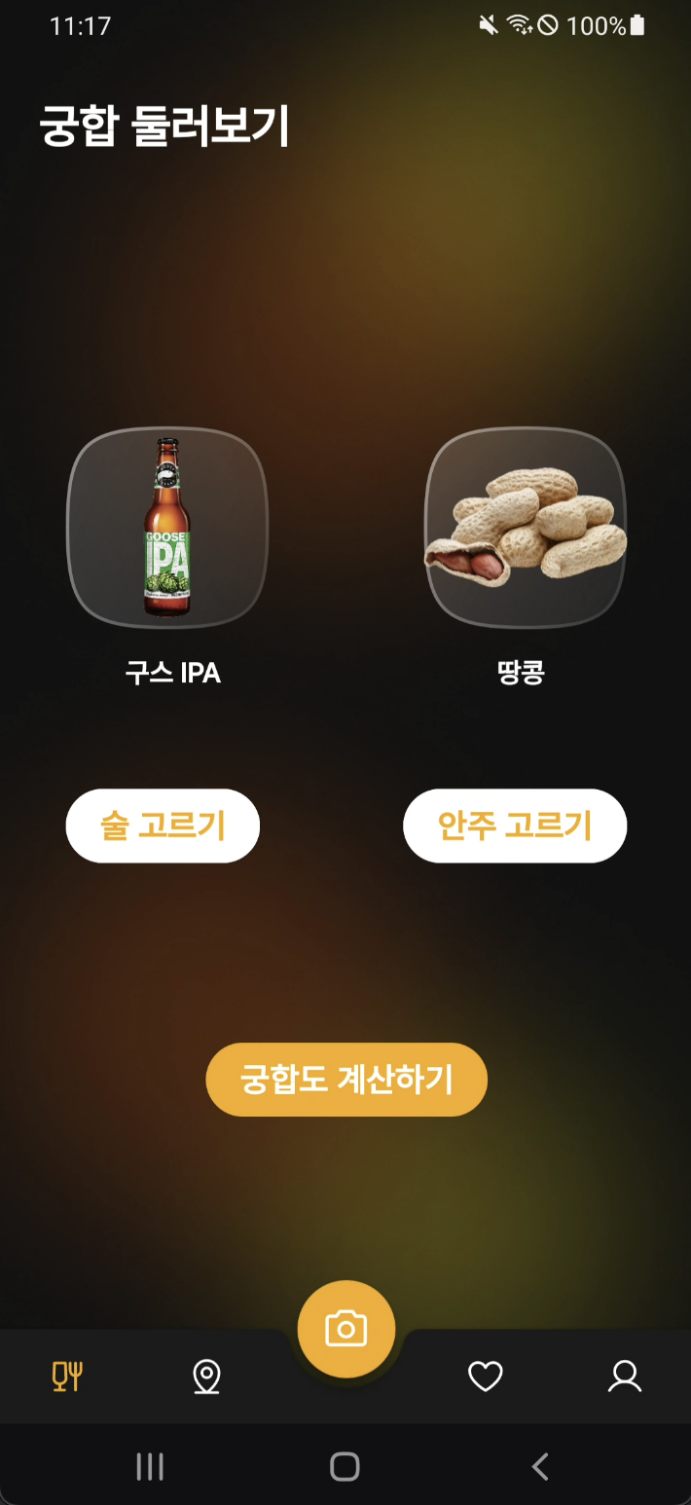 11:17
100%
궁합 둘러보기
GOOSE
IPA
구스 IPA
땅콩
술 고르기
안주 고르기
궁합도 계산하기